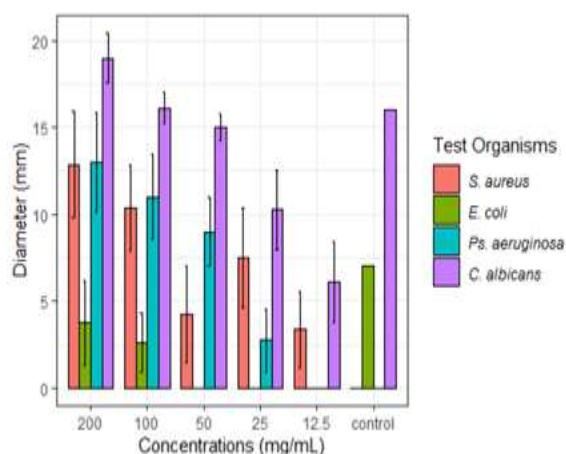 20
15
10
5
0
Diameter (mm)
200
100
50
25
12.5
control
Concentrations (mg/mL)
Test Organisms
S. aureus
E. coli
Ps. aeruginosa
C. albicans